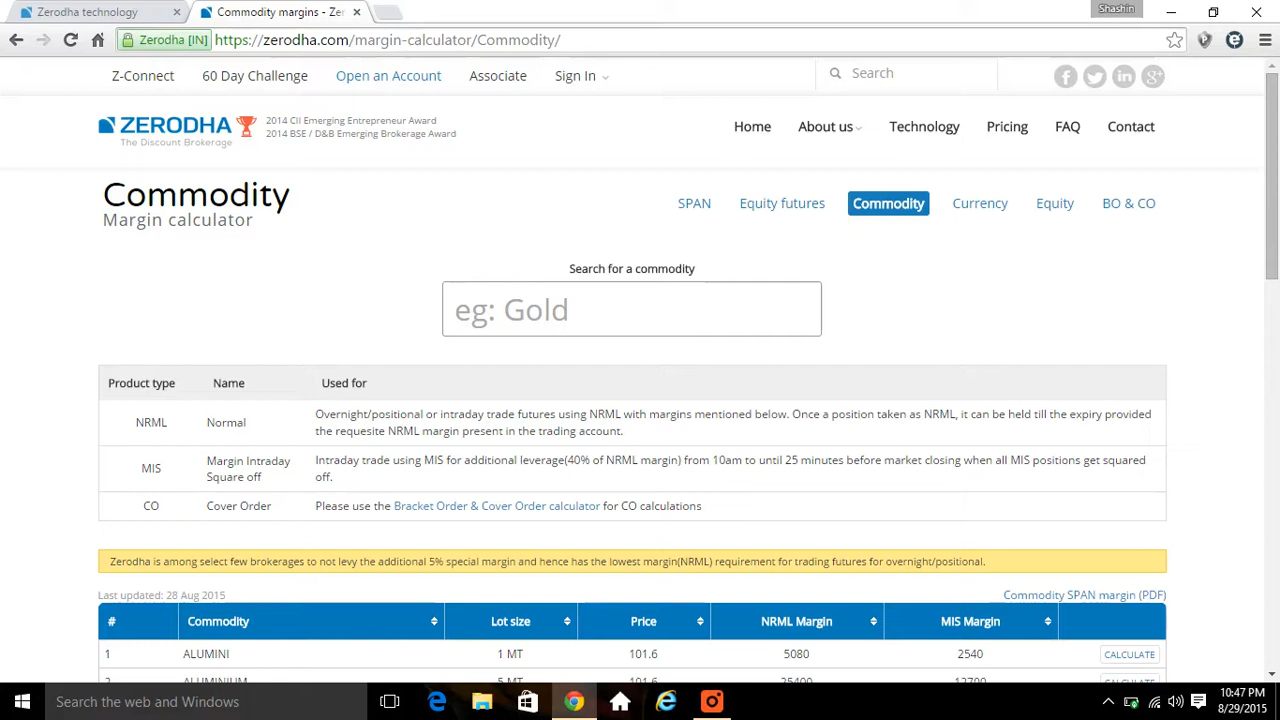 Zerodha technology
Commodity margins - Zer
Shashin
Zerodha [IN]
https://zerodha.com/margin-calculator/Commodity/
Z-Connect
60 Day Challenge
Open an Account
Associate
Sign In
Search
ZERODHA
The Discount Brokerage
2014 CII Emerging Entrepreneur Award
2014 BSE / D&B Emerging Brokerage Award
Home
About us
Technology
Pricing
FAQ
Contact
Commodity
Margin calculator
SPAN
Equity futures
Commodity
Currency
Equity
BO & CO
Search for a commodity
eg: Gold
Product type
Name
Used for
NRML
Normal
Overnight/positional or intraday trade futures using NRML with margins mentioned below. Once a position taken as NRML, it can be held till the expiry provided
the requesite NRML margin present in the trading account.
MIS
Margin Intraday
Square off
Intraday trade using MIS for additional leverage(40% of NRML margin) from 10am to until 25 minutes before market closing when all MIS positions get squared
off.
CO
Cover Order
Please use the Bracket Order & Cover Order calculator for CO calculations
Zerodha is among select few brokerages to not levy the additional 5% special margin and hence has the lowest margin(NRML) requirement for trading futures for overnight/positional.
Last updated: 28 Aug 2015
Commodity SPAN margin (PDF)
#
Commodity
Lot size
Price
NRML Margin
MIS Margin
1
ALUMINI
1 MT
101.6
5080
2540
CALCULATE
2
ALUMINIUM
5 MT
101.6
25400
12700
CALCULATE
Search the web and Windows
10:47 PM
8/29/2015